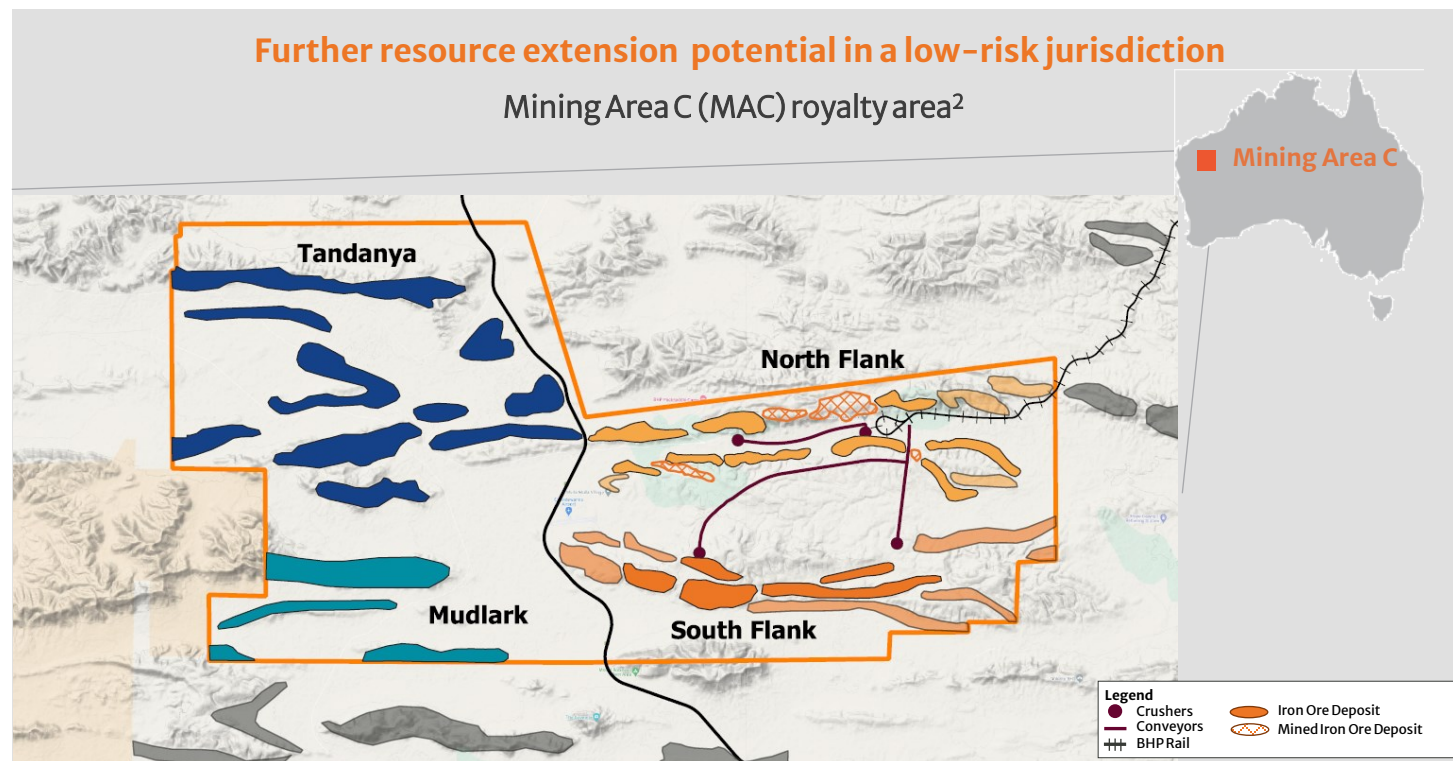 Further resource extension potential in a low-risk jurisdiction
Mining Area C (MAC) royalty area²
Mining Area C
Tandanya
North Flank
Mudlark
South Flank
Legend
Crushers
Conveyors
BHP Rail
Iron Ore Deposit
Mined Iron Ore Deposit